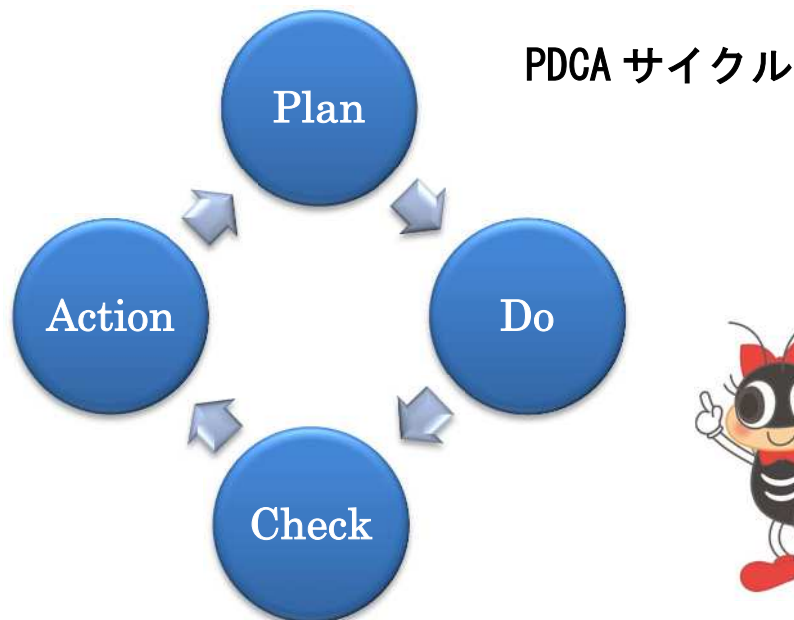 PDCA サイクル
Plan
Do
Check
Action